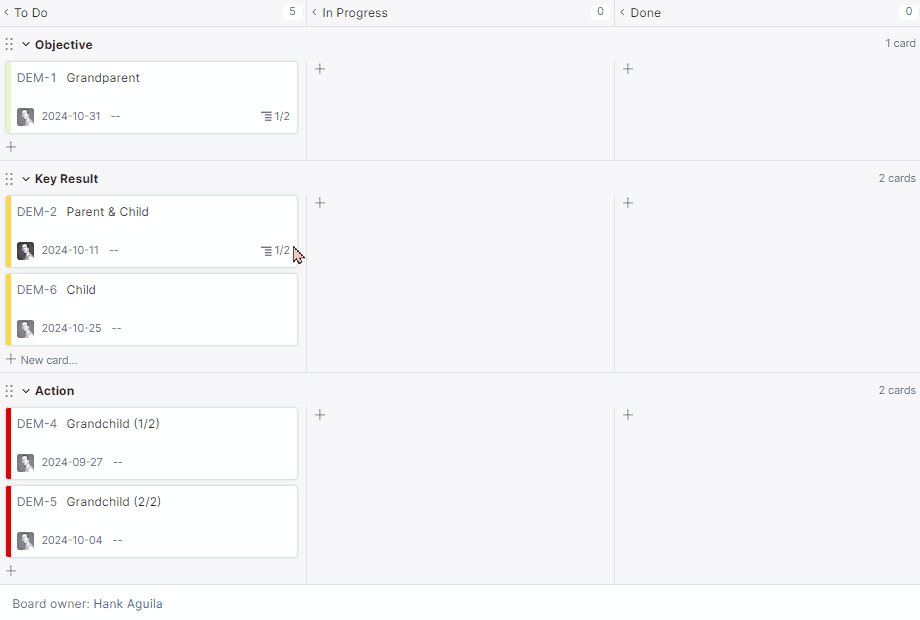 To Do 5 In Progress 0 Done 0
Objective 1 card
DEM-1 Grandparent
2024-10-31 -- 1/2
Key Result 2 cards
DEM-2 Parent & Child
2024-10-11 -- 1/2
DEM-6 Child
2024-10-25 --
+ New card...
Action 2 cards
DEM-4 Grandchild (1/2)
2024-09-27 --
DEM-5 Grandchild (2/2)
2024-10-04 --
Board owner: Hank Aguila